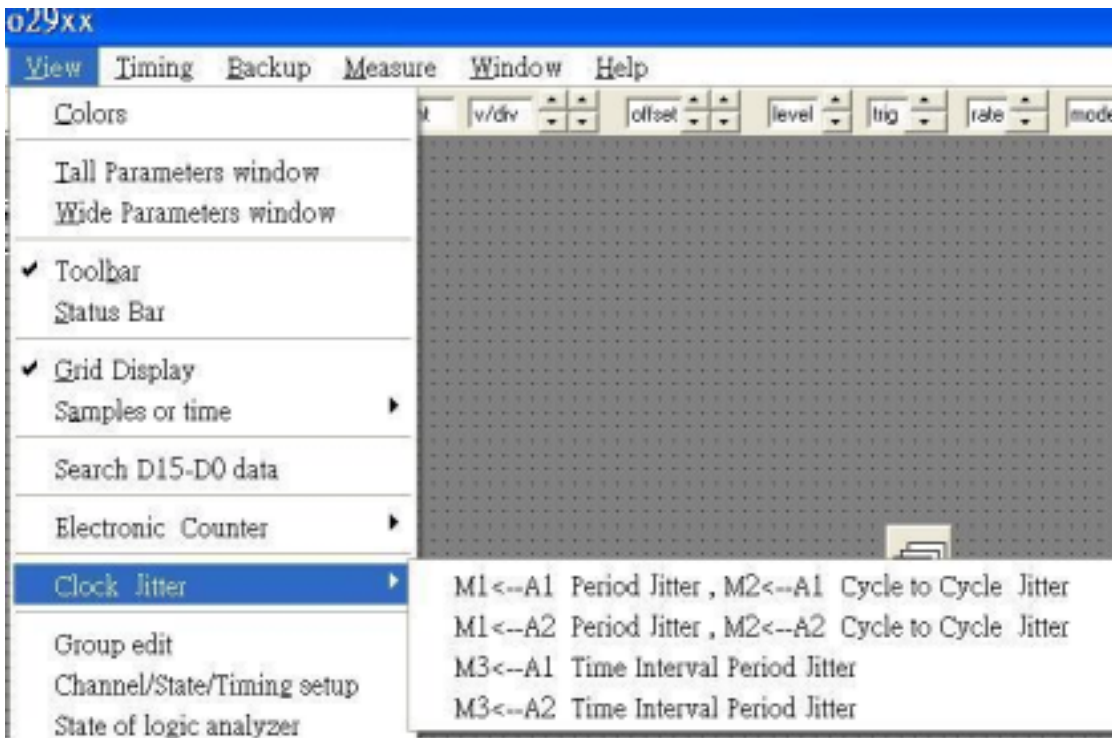 o29xx
View Timing Backup Measure Window Help
v/div offset level trig rate mode
Colors
Tall Parameters window
Wide Parameters window
Toolbar
Status Bar
Grid Display
Samples or time
Search D15-D0 data
Electronic Counter
Clock Jitter
M1<--A1 Period Jitter , M2<--A1 Cycle to Cycle Jitter
M1<--A2 Period Jitter , M2<--A2 Cycle to Cycle Jitter
M3<--A1 Time Interval Period Jitter
M3<--A2 Time Interval Period Jitter
Group edit
Channel/State/Timing setup
State of logic analyzer